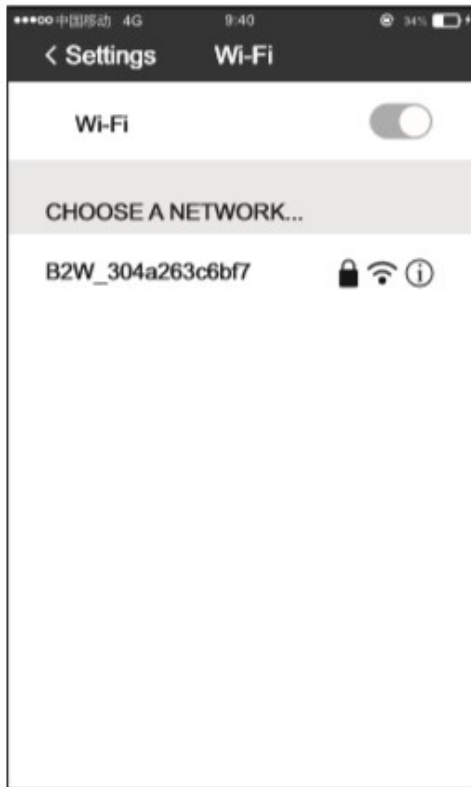 中国移动 4G 9:40 34%
< Settings Wi-Fi
Wi-Fi
CHOOSE A NETWORK...
B2W_304a263c6bf7